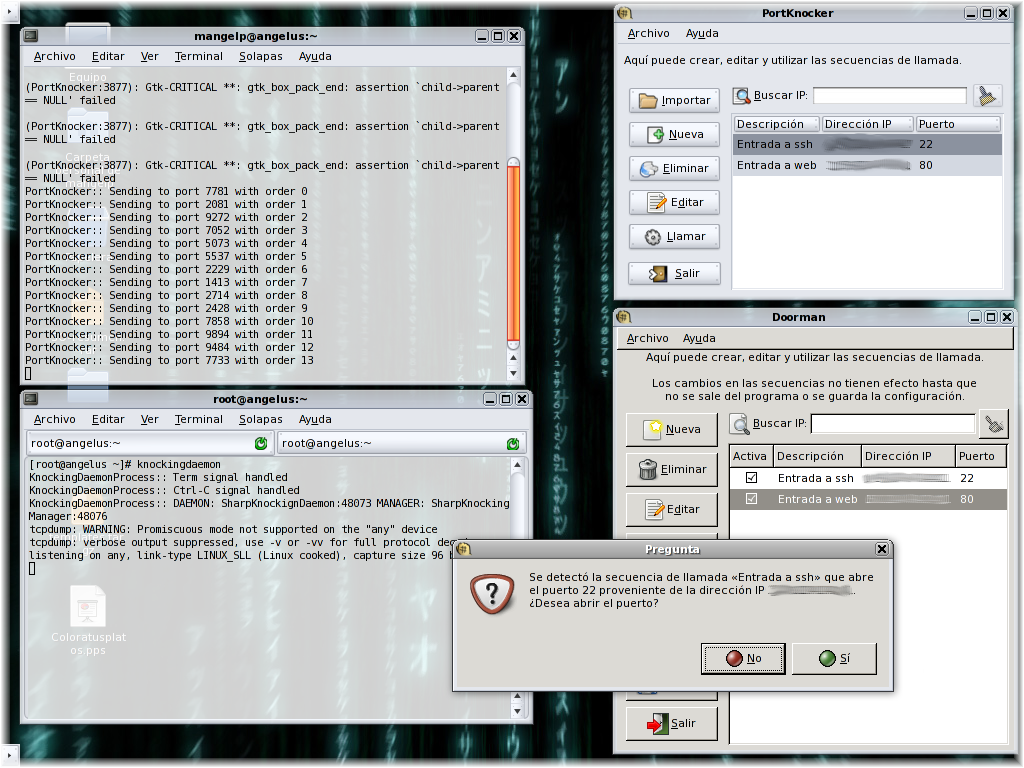 mangelp@angelus:~
Archivo Editar Ver Terminal Solapas Ayuda
(PortKnocker:3877): Gtk-CRITICAL **: gtk_box_pack_end: assertion `child->parent
== NULL' failed
(PortKnocker:3877): Gtk-CRITICAL **: gtk_box_pack_end: assertion `child->parent
== NULL' failed
(PortKnocker:3877): Gtk-CRITICAL **: gtk_box_pack_end: assertion `child->parent
== NULL' failed
PortKnocker:: Sending to port 7781 with order 0
PortKnocker:: Sending to port 2081 with order 1
PortKnocker:: Sending to port 9272 with order 2
PortKnocker:: Sending to port 7052 with order 3
PortKnocker:: Sending to port 5073 with order 4
PortKnocker:: Sending to port 5537 with order 5
PortKnocker:: Sending to port 2229 with order 6
PortKnocker:: Sending to port 1413 with order 7
PortKnocker:: Sending to port 2714 with order 8
PortKnocker:: Sending to port 2428 with order 9
PortKnocker:: Sending to port 7858 with order 10
PortKnocker:: Sending to port 9894 with order 11
PortKnocker:: Sending to port 9484 with order 12
PortKnocker:: Sending to port 7733 with order 13
Equipo
Carpeta
root@angelus:~
Archivo Editar Ver Terminal Solapas Ayuda
root@angelus:~ root@angelus:~
[root@angelus ~]# knockingdaemon
KnockingDaemonProcess:: Term signal handled
KnockingDaemonProcess:: Ctrl-C signal handled
KnockingDaemonProcess:: DAEMON: SharpKnockignDaemon:48073 MANAGER: SharpKnocking
Manager:48076
tcpdump: WARNING: Promiscuous mode not supported on the "any" device
tcpdump: verbose output suppressed, use -v or -vv for full protocol
listening on any, link-type LINUX_SLL (Linux cooked), capture size 96
Coloratusplat
os.pps
PortKnocker
Archivo Ayuda
Aquí puede crear, editar y utilizar las secuencias de llamada.
Importar
Nueva
Eliminar
Editar
Llamar
Salir
Buscar IP:
Descripción Dirección IP Puerto
Entrada a ssh 22
Entrada a web 80
Doorman
Archivo Ayuda
Aquí puede crear, editar y utilizar las secuencias de llamada.
Los cambios en las secuencias no tienen efecto hasta que
no se sale del programa o se guarda la configuración.
Nueva
Eliminar
Editar
Salir
Buscar IP:
Activa Descripción Dirección IP Puerto
Entrada a ssh 22
Entrada a web 80
Pregunta
Se detectó la secuencia de llamada «Entrada a ssh» que abre
el puerto 22 proveniente de la dirección IP .
¿Desea abrir el puerto?
No Sí